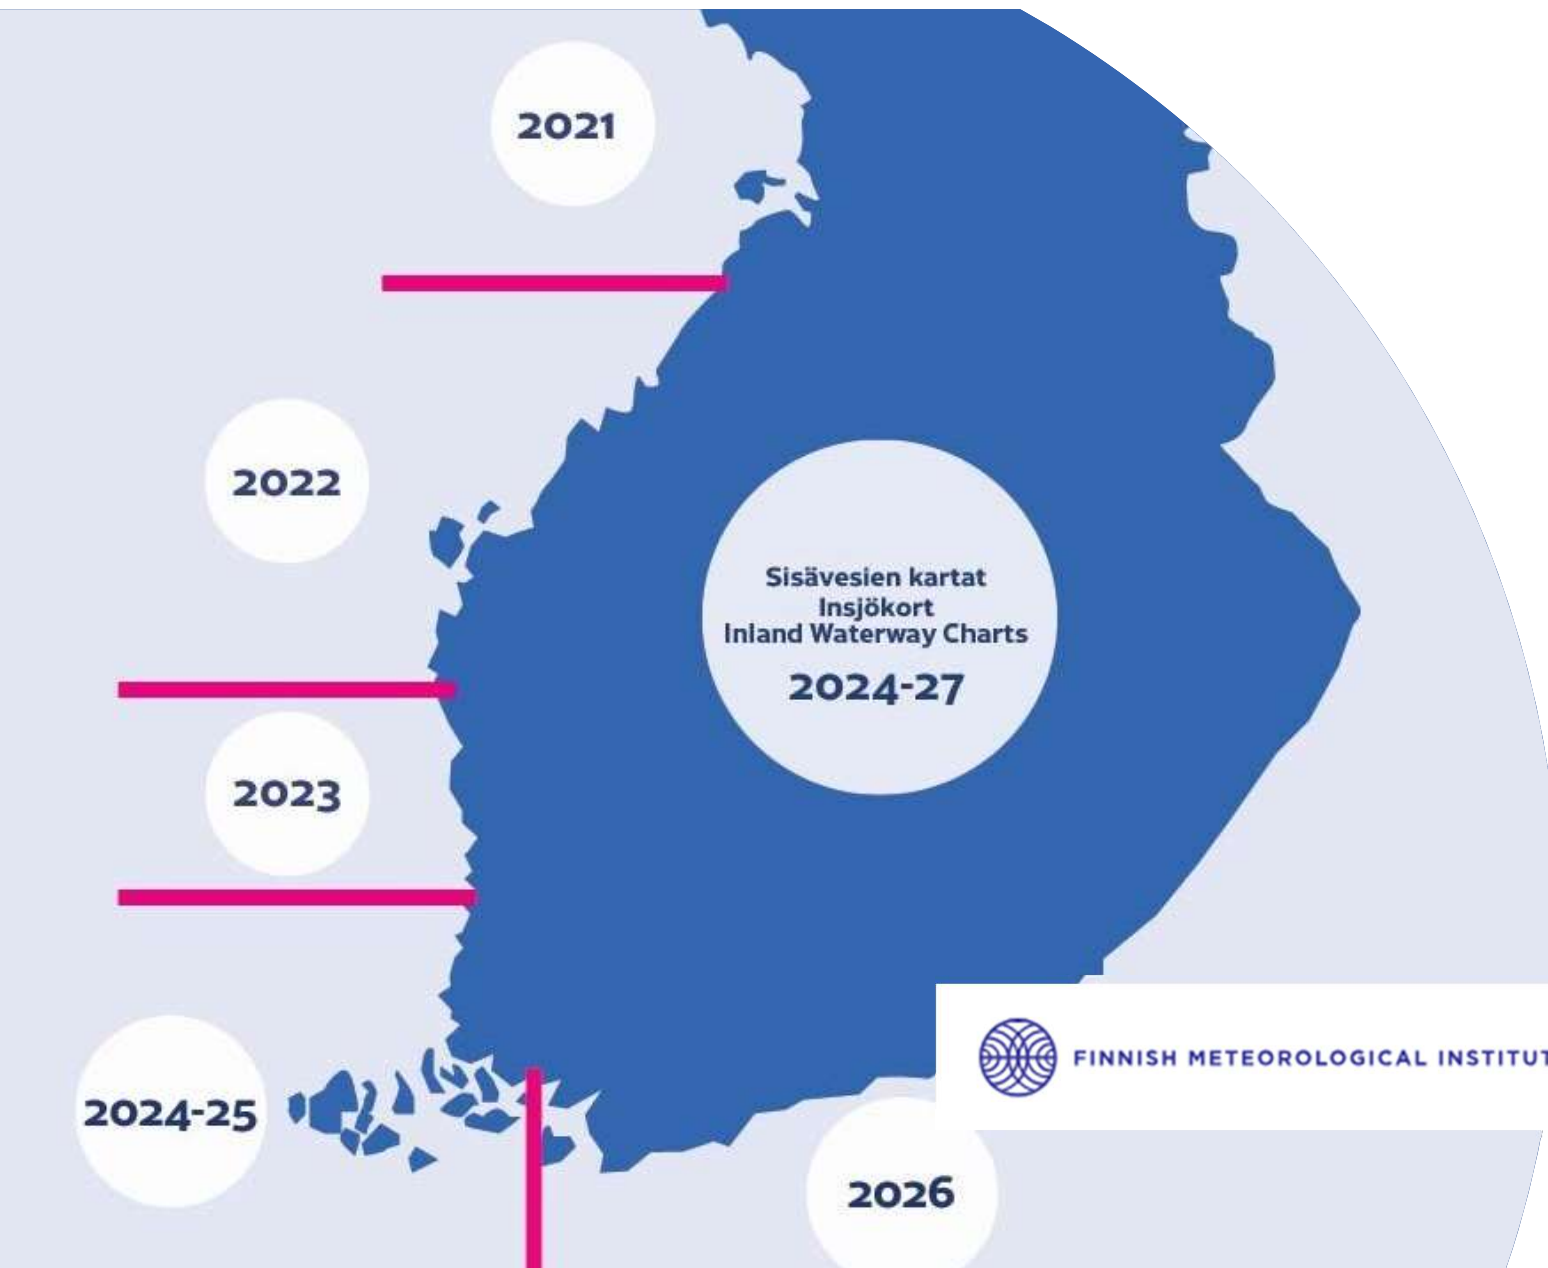 2021
2022
Sisävesien kartat
Insjökort
Inland Waterway Charts
2024-27
2023
2024-25
FINNISH METEOROLOGICAL INSTITUT
2026